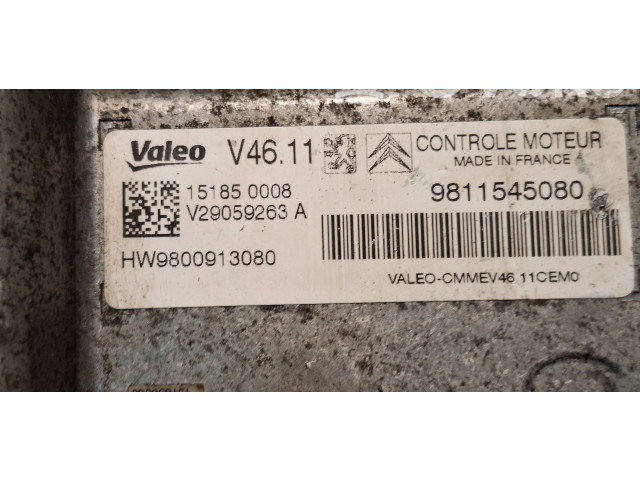 Valeo V46.11 CONTROLE MOTEUR
MADE IN FRANCE
15185 0008
V29059263 A
9811545080
HW9800913080
VALEO-CMMEV46.11CEM0